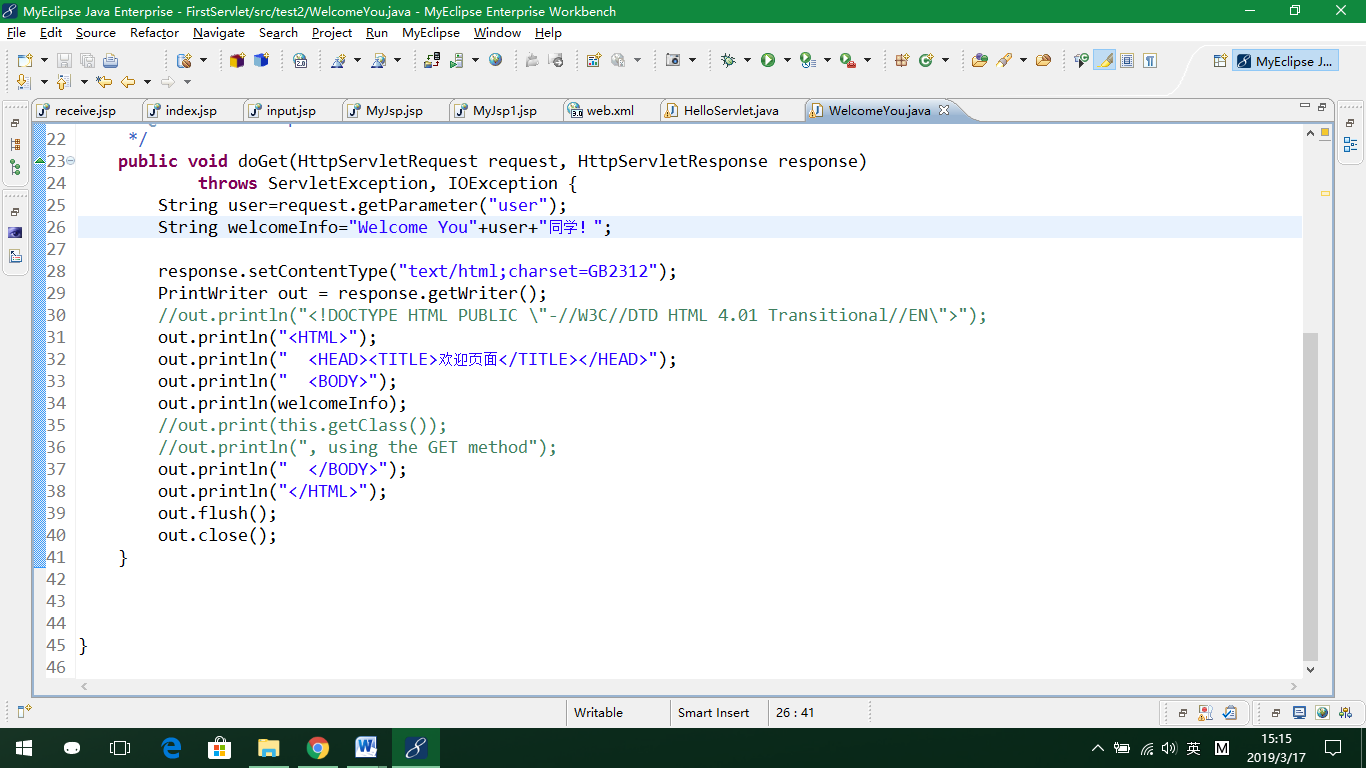 MyEclipse Java Enterprise - FirstServlet/src/test2/WelcomeYou.java - MyEclipse Enterprise Workbench
File Edit Source Refactor Navigate Search Project Run MyEclipse Window Help
MyEclipse J...
receive.jsp index.jsp input.jsp MyJsp.jsp MyJsp1.jsp web.xml HelloServlet.java WelcomeYou.java
22      */
23     public void doGet(HttpServletRequest request, HttpServletResponse response)
24             throws ServletException, IOException {
25         String user=request.getParameter("user");
26         String welcomeInfo="Welcome You"+user+"同学! ";
27
28         response.setContentType("text/html;charset=GB2312");
29         PrintWriter out = response.getWriter();
30         //out.println("<!DOCTYPE HTML PUBLIC \"-//W3C//DTD HTML 4.01 Transitional//EN\">");
31         out.println("<HTML>");
32         out.println("  <HEAD><TITLE>欢迎页面</TITLE></HEAD>");
33         out.println("  <BODY>");
34         out.println(welcomeInfo);
35         //out.print(this.getClass());
36         //out.println(", using the GET method");
37         out.println("  </BODY>");
38         out.println("</HTML>");
39         out.flush();
40         out.close();
41     }
42
43
44
45 }
46
Writable Smart Insert 26 : 41
英 M 15:15
2019/3/17